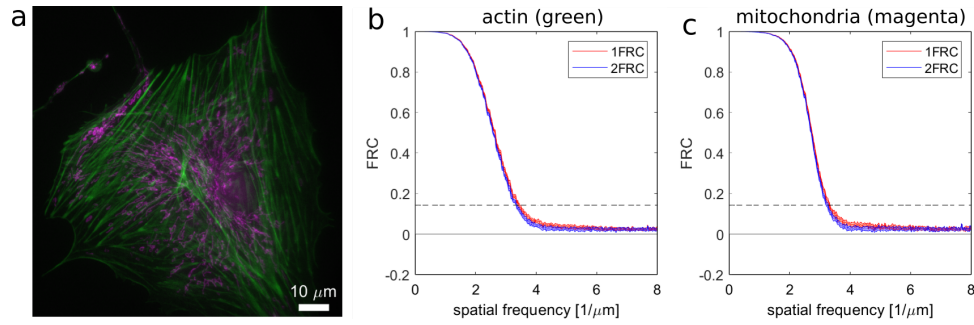 a
10 μm
b
actin (green)
1FRC
2FRC
1
0.8
0.6
0.4
0.2
0
-0.2
FRC
0 2 4 6 8
spatial frequency [1/μm]
c
mitochondria (magenta)
1FRC
2FRC
1
0.8
0.6
0.4
0.2
0
-0.2
FRC
0 2 4 6 8
spatial frequency [1/μm]